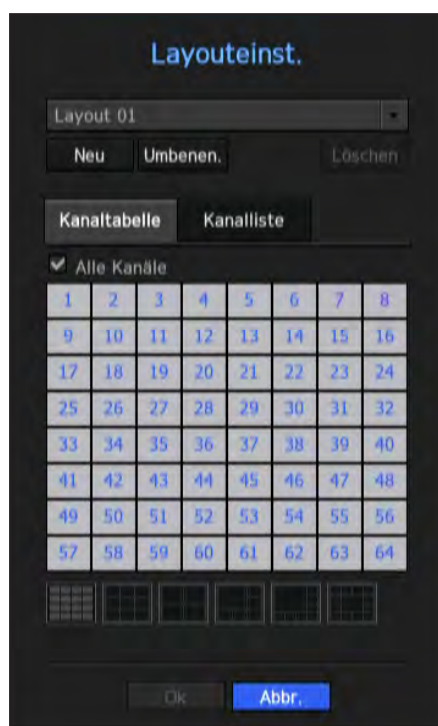 Layouteinst.
Layout 01
Neu Umbenen. Löschen
Kanaltabelle Kanalliste
Alle Kanäle
1 2 3 4 5 6 7 8
9 10 11 12 13 14 15 16
17 18 19 20 21 22 23 24
25 26 27 28 29 30 31 32
33 34 35 36 37 38 39 40
41 42 43 44 45 46 47 48
49 50 51 52 53 54 55 56
57 58 59 60 61 62 63 64
Ok Abbr.